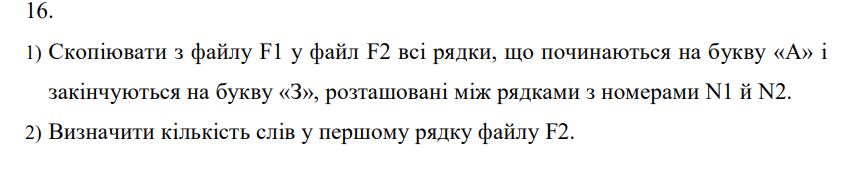 16.
1) Скопіювати з файлу F1 у файл F2 всі рядки, що починаються на букву «А» і
закінчуються на букву «З», розташовані між рядками з номерами N1 й N2.
2) Визначити кількість слів у першому рядку файлу F2.